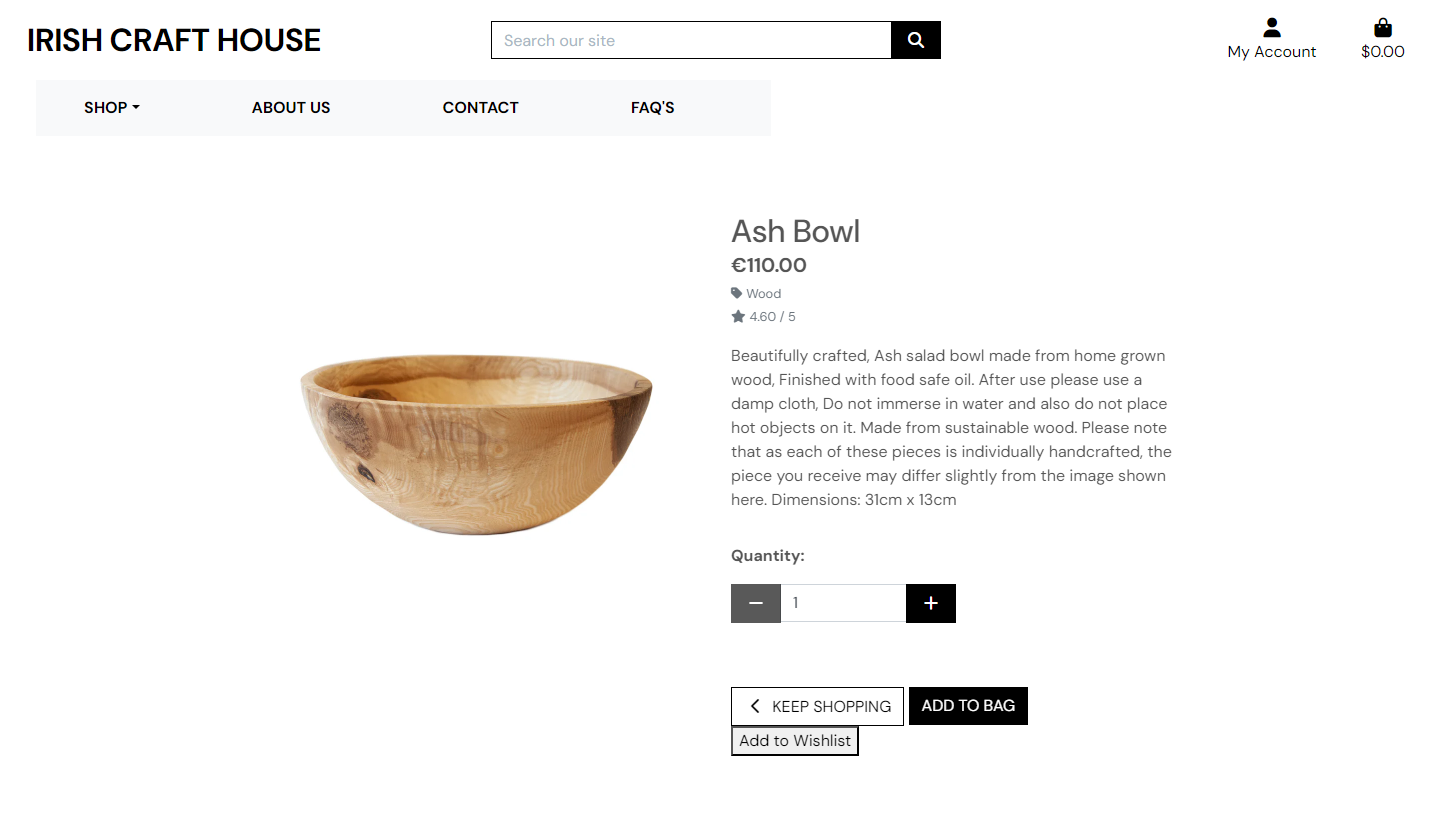 IRISH CRAFT HOUSE
Search our site
My Account
$0.00
SHOP
ABOUT US
CONTACT
FAQ'S
Ash Bowl
€110.00
Wood
4.60 / 5
Beautifully crafted, Ash salad bowl made from home grown
wood, Finished with food safe oil. After use please use a
damp cloth, Do not immerse in water and also do not place
hot objects on it. Made from sustainable wood. Please note
that as each of these pieces is individually handcrafted, the
piece you receive may differ slightly from the image shown
here. Dimensions: 31cm x 13cm
Quantity:
1
KEEP SHOPPING
ADD TO BAG
Add to Wishlist